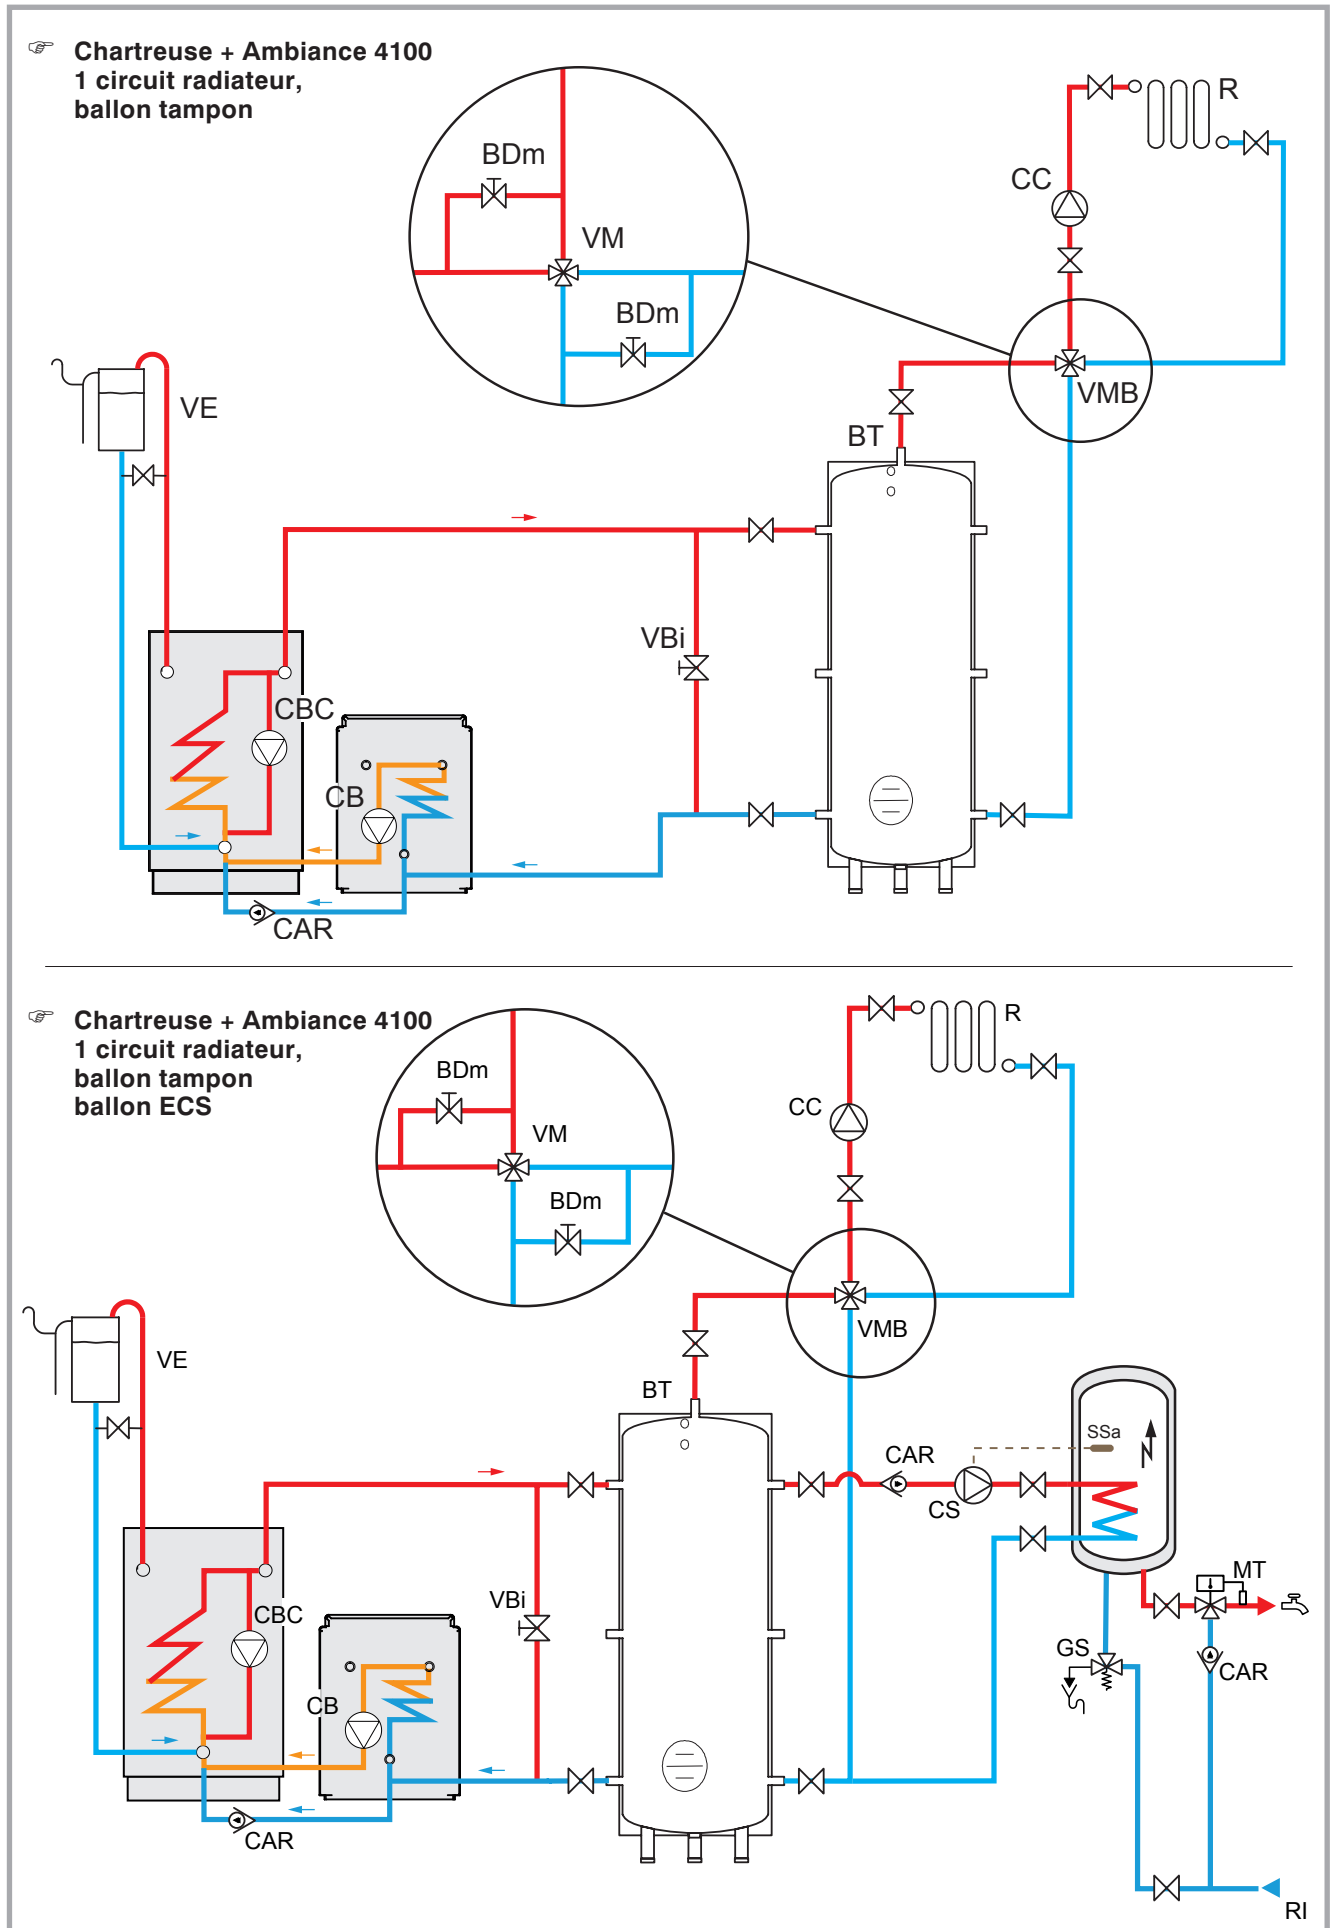 Chartreuse + Ambiance 4100
1 circuit radiateur,
ballon tampon
R
BDm
CC
VM
BDm
VMB
VE
BT
VBi
CBC
CB
CAR
Chartreuse + Ambiance 4100
1 circuit radiateur,
ballon tampon
ballon ECS
R
BDm
CC
VM
BDm
VMB
VE
BT
SSa
CAR
CS
MT
VBi
CBC
GS
CAR
CB
CAR
RI